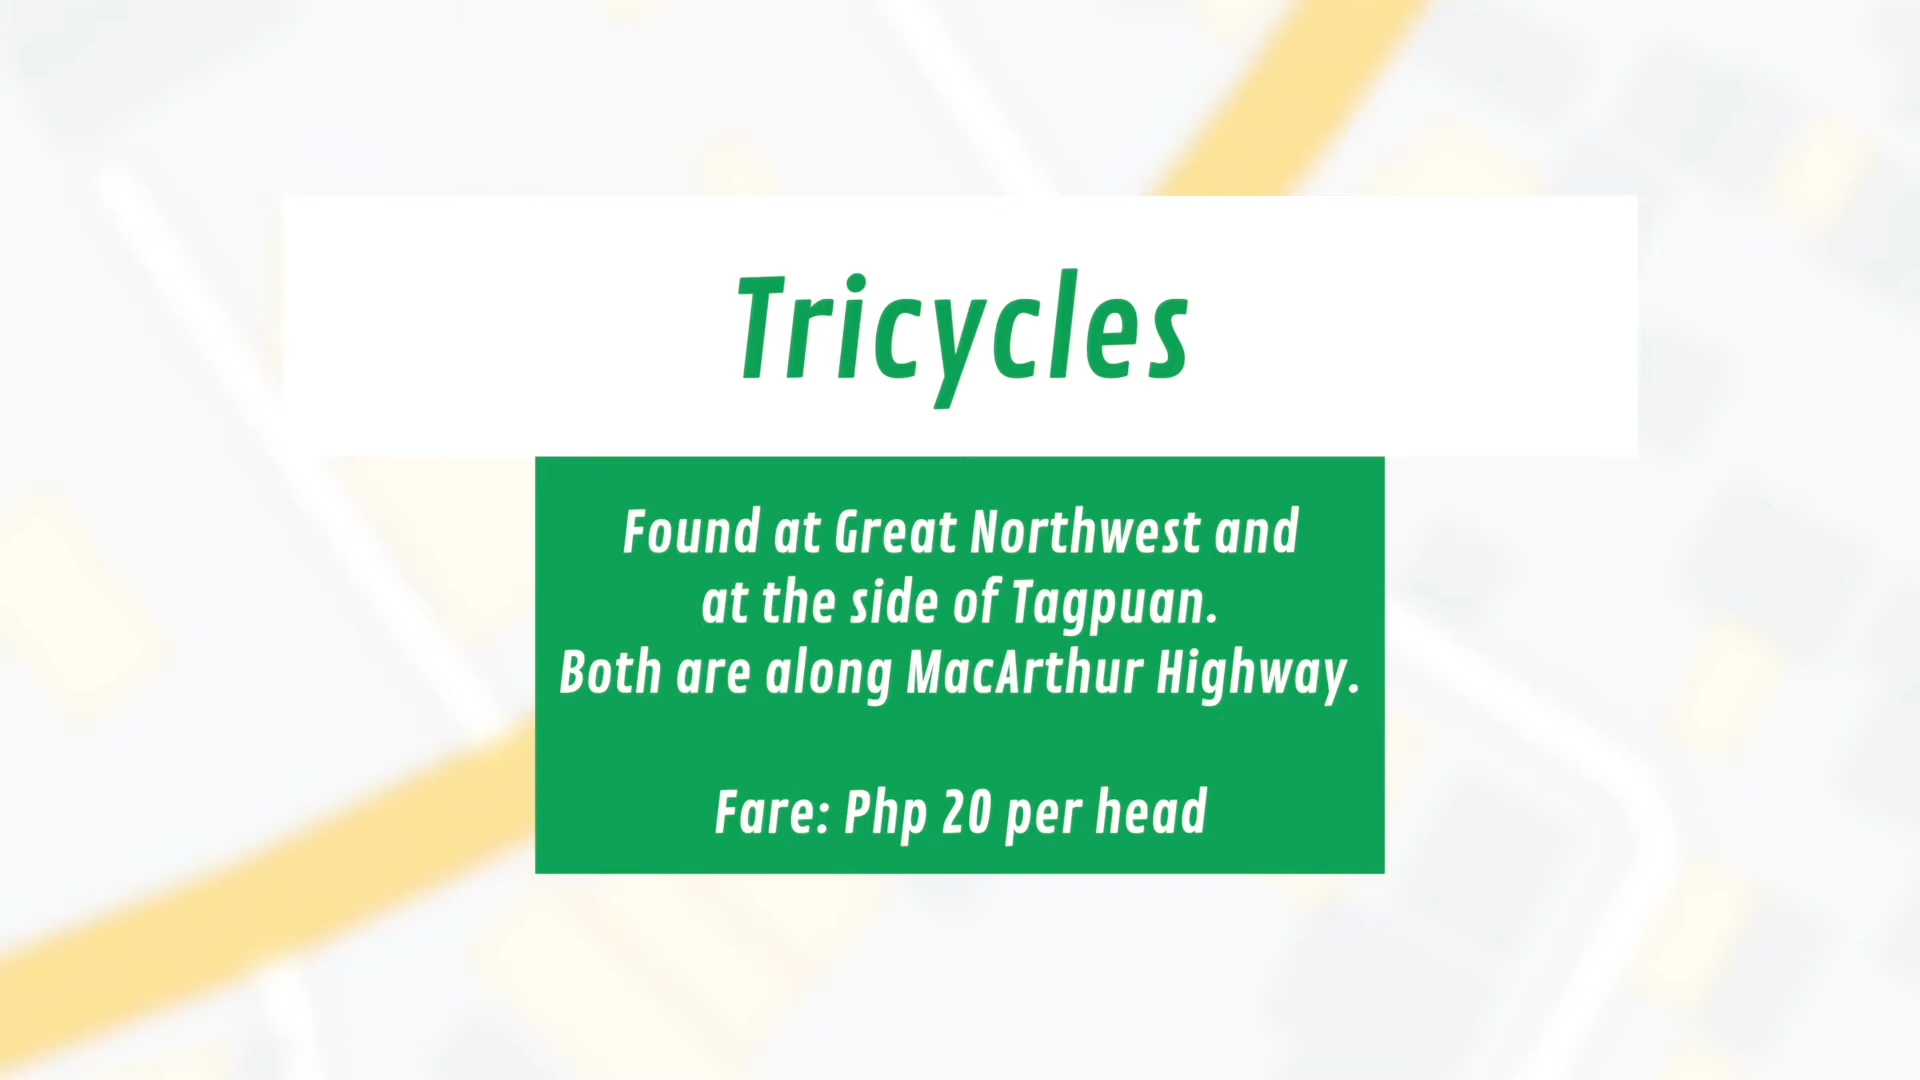 Tricycles
Found at Great Northwest and
at the side of Tagpuan.
Both are along MacArthur Highway.
Fare: Php 20 per head